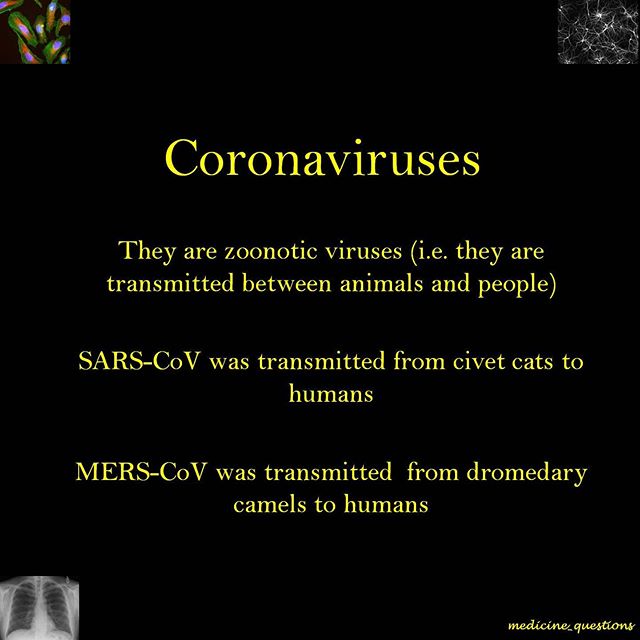 Coronaviruses
They are zoonotic viruses (i.e. they are
transmitted between animals and people)
SARS-CoV was transmitted from civet cats to
humans
MERS-CoV was transmitted  from dromedary
camels to humans
medicine_questions